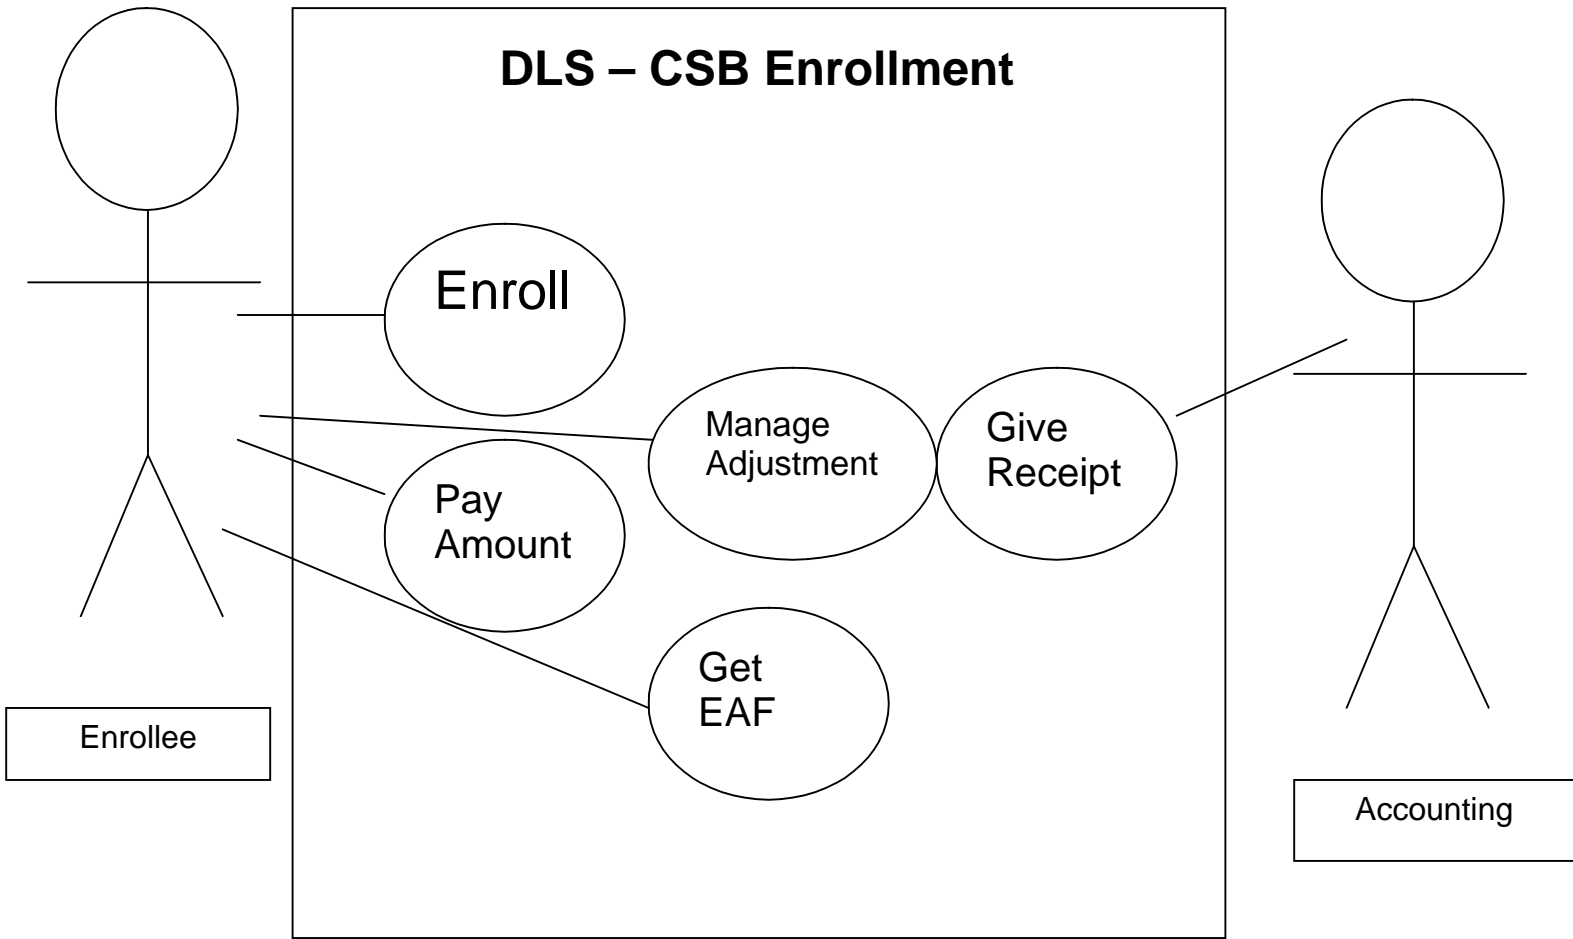 DLS – CSB Enrollment
Enroll
Manage
Adjustment
Give
Receipt
Pay
Amount
Get
EAF
Enrollee
Accounting